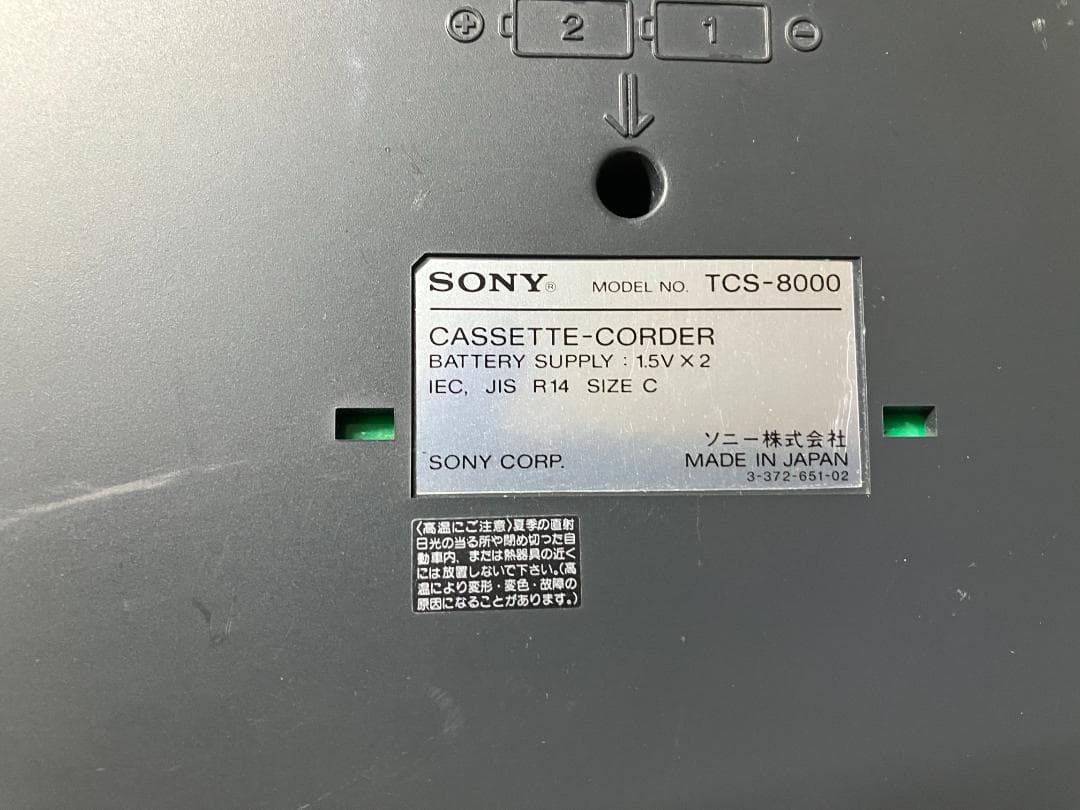 ⊕ 2 1 ⊖
SONY® MODEL NO. TCS-8000
CASSETTE-CORDER
BATTERY SUPPLY : 1.5V × 2
IEC, JIS R14 SIZE C
ソニー株式会社
SONY CORP. MADE IN JAPAN
3-372-651-02
〈高温にご注意〉夏季の直射
日光の当る所や閉め切った自
動車内、または熱器具の近く
には放置しないで下さい。(高
温により変形・変色・故障の
原因になることがあります。)